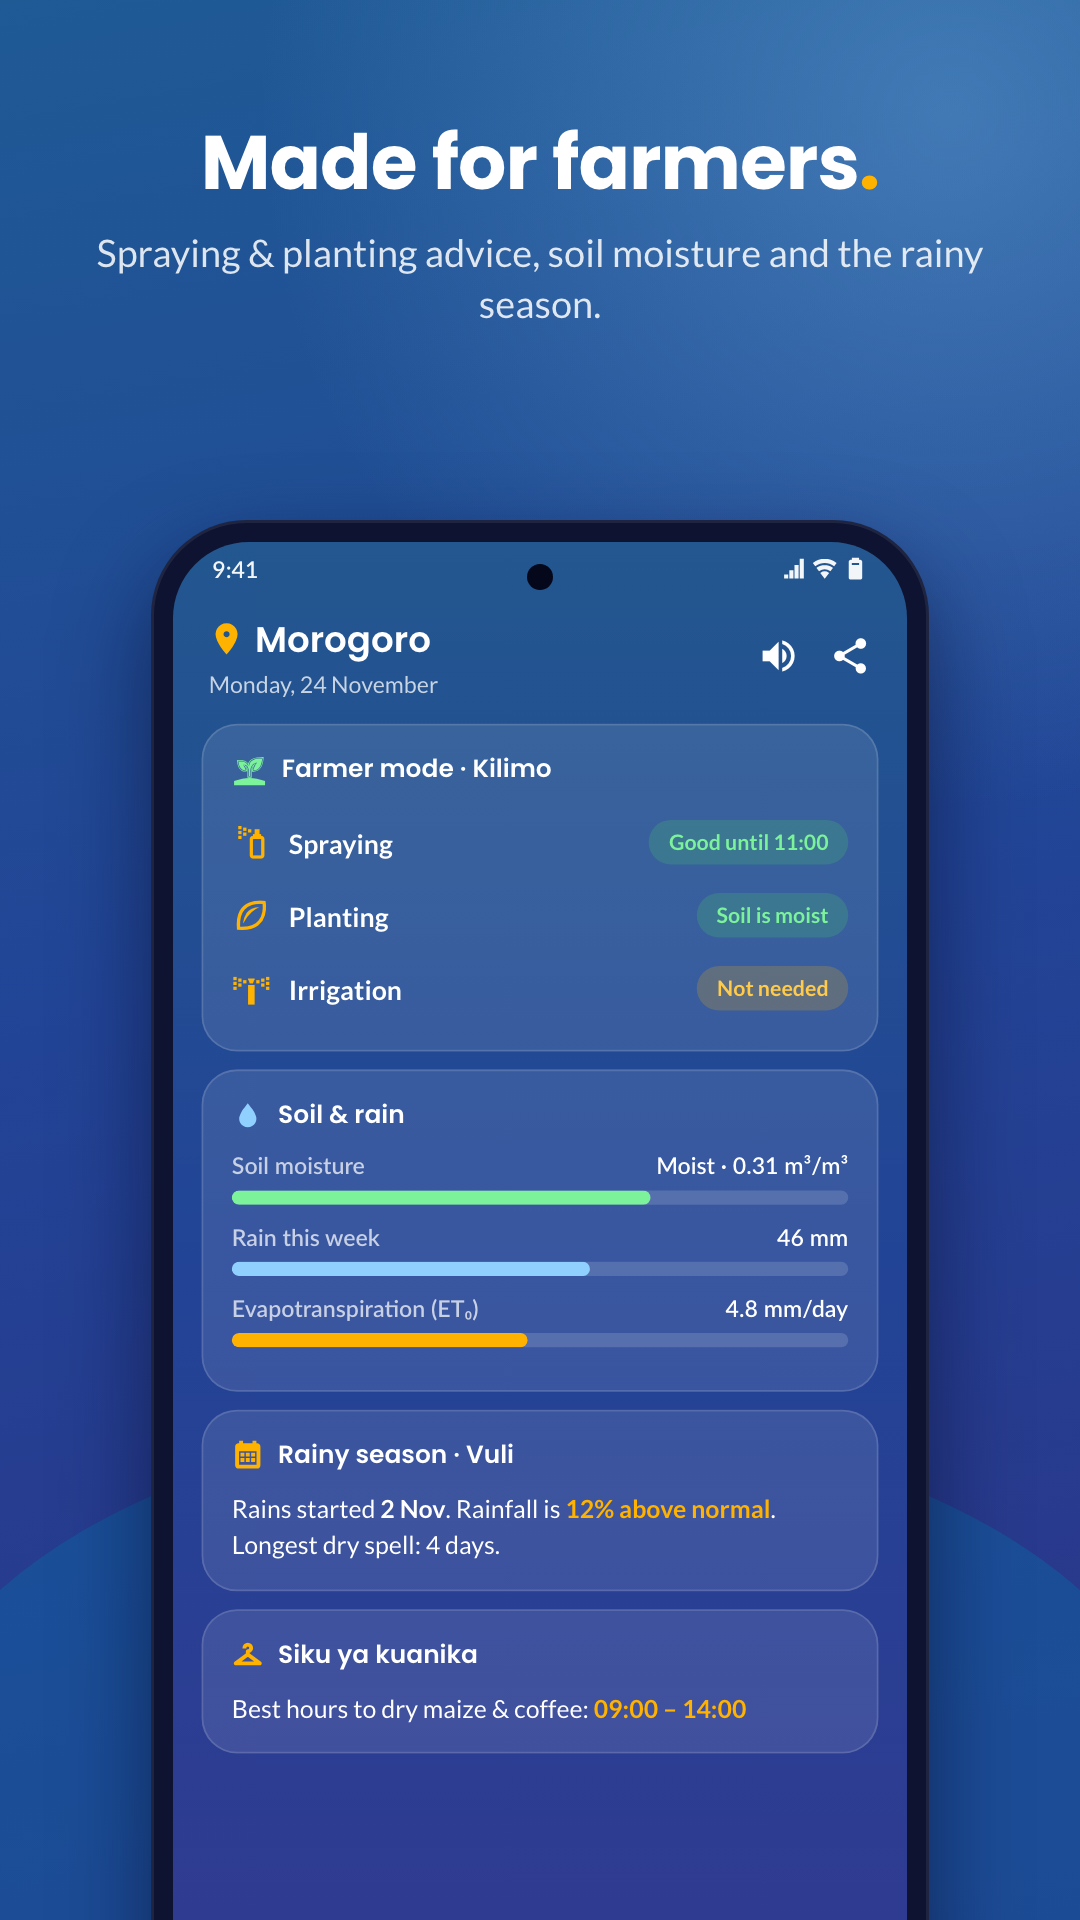 Made for farmers.
Spraying & planting advice, soil moisture and the rainy
season.
9:41
Morogoro
Monday, 24 November
Farmer mode · Kilimo
Spraying
Good until 11:00
Planting
Soil is moist
Irrigation
Not needed
Soil & rain
Soil moisture
Moist · 0.31 m³/m³
Rain this week
46 mm
Evapotranspiration (ET₀)
4.8 mm/day
Rainy season · Vuli
Rains started 2 Nov. Rainfall is 12% above normal.
Longest dry spell: 4 days.
Siku ya kuanika
Best hours to dry maize & coffee: 09:00 – 14:00